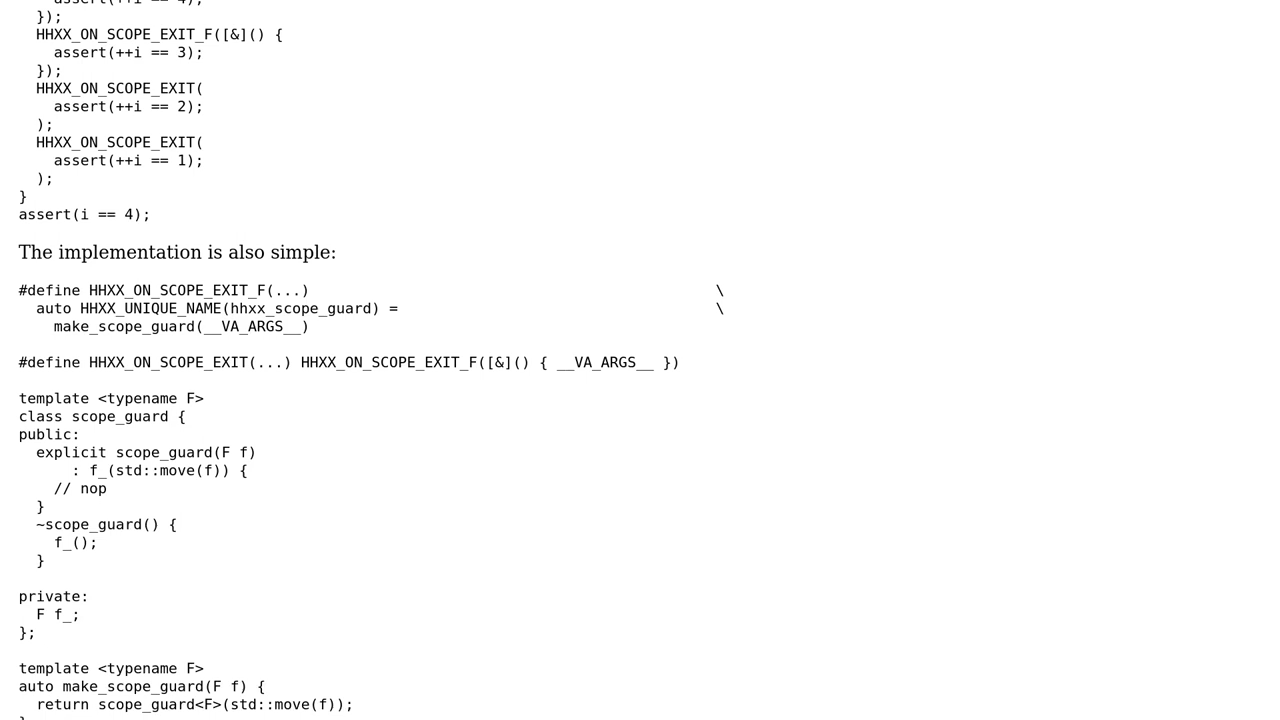 assert(++i == 4);
  });
  HHXX_ON_SCOPE_EXIT_F([&]() {
    assert(++i == 3);
  });
  HHXX_ON_SCOPE_EXIT(
    assert(++i == 2);
  );
  HHXX_ON_SCOPE_EXIT(
    assert(++i == 1);
  );
}
assert(i == 4);
The implementation is also simple:
#define HHXX_ON_SCOPE_EXIT_F(...)                                              \
  auto HHXX_UNIQUE_NAME(hhxx_scope_guard) =                                    \
    make_scope_guard(__VA_ARGS__)
#define HHXX_ON_SCOPE_EXIT(...) HHXX_ON_SCOPE_EXIT_F([&]() { __VA_ARGS__ })
template <typename F>
class scope_guard {
public:
  explicit scope_guard(F f)
      : f_(std::move(f)) {
    // nop
  }
  ~scope_guard() {
    f_();
  }
private:
  F f_;
};
template <typename F>
auto make_scope_guard(F f) {
  return scope_guard<F>(std::move(f));
}